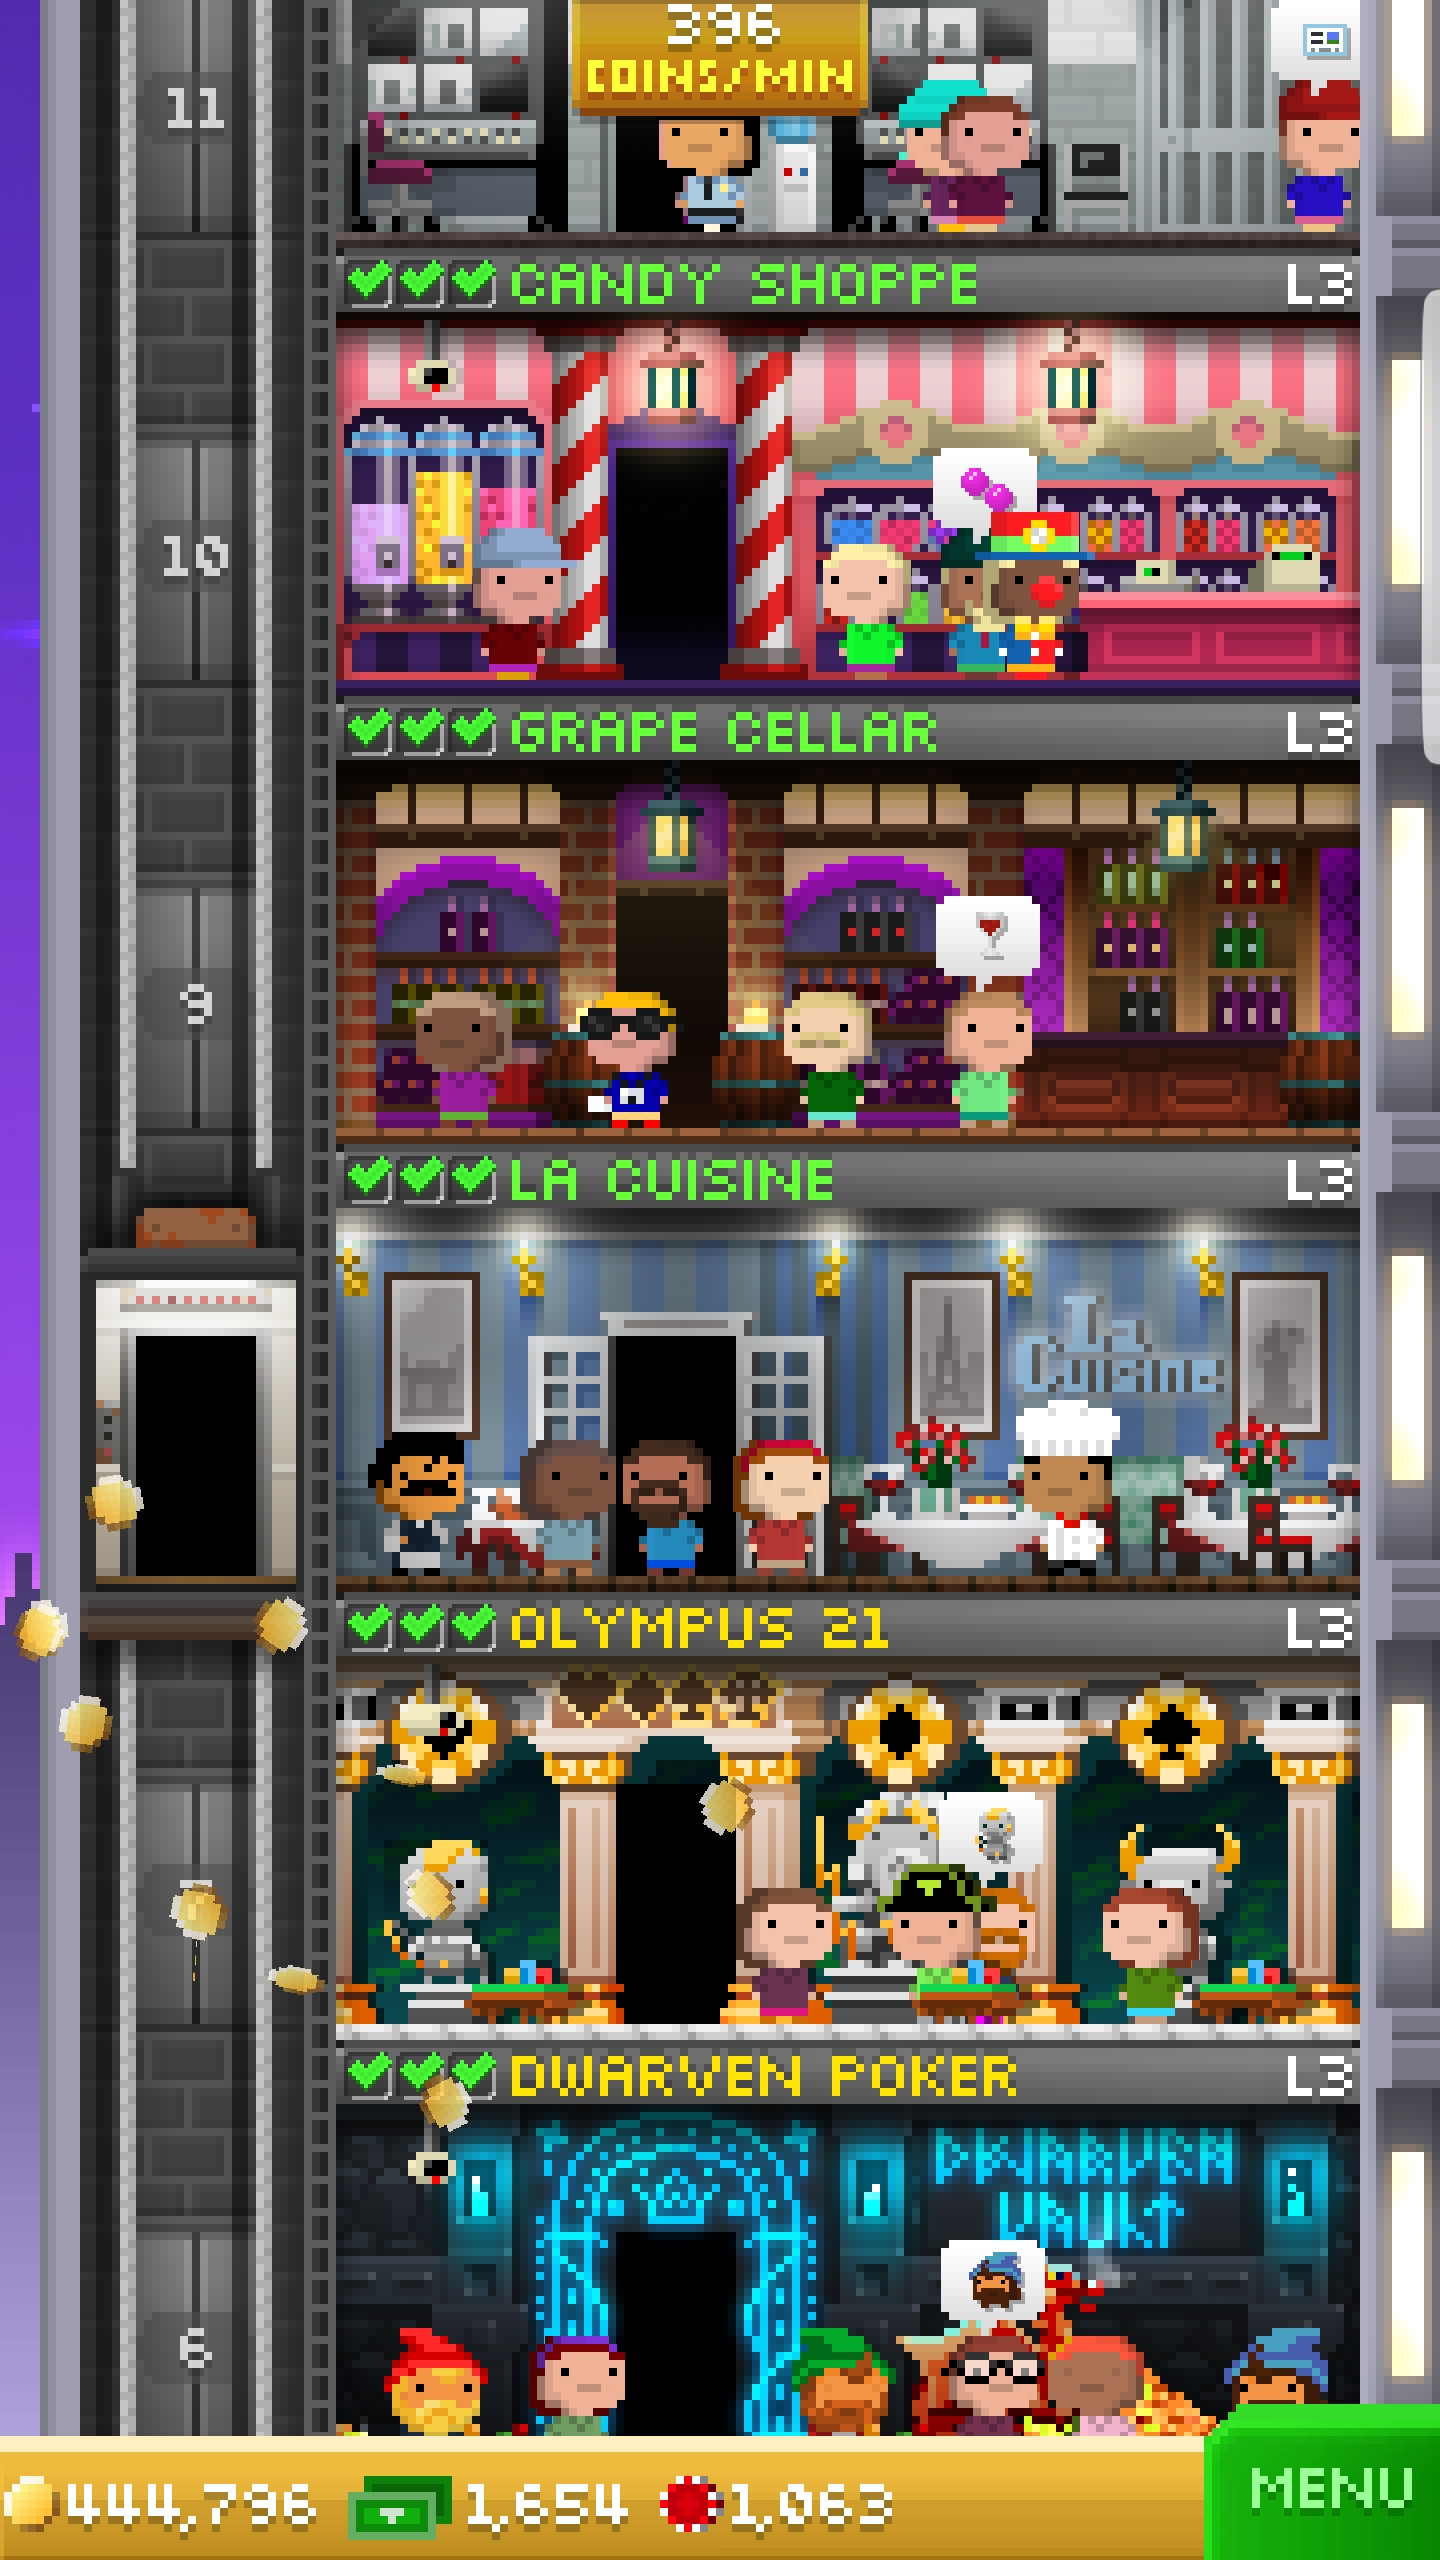 396
COINS/MIN
11
CANDY SHOPPE L3
10
GRAPE CELLAR L3
9
LA CUISINE L3
La
Cuisine
OLYMPUS 21 L3
DWARVEN POKER L3
DWARVEN
VAULT
6
444,796 1,654 1,063
MENU